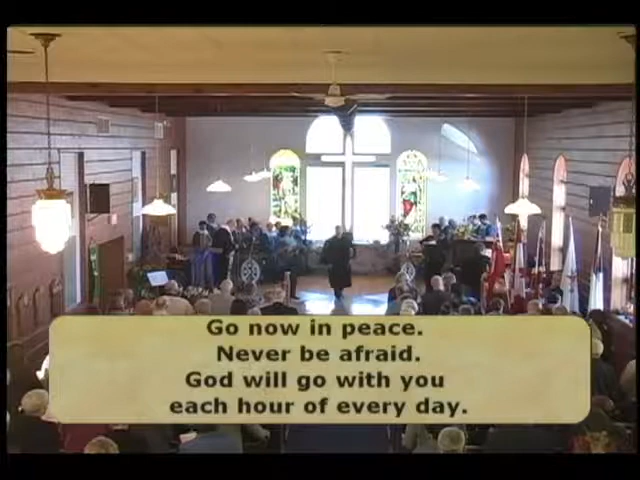 Go now in peace.
Never be afraid.
God will go with you
each hour of every day.